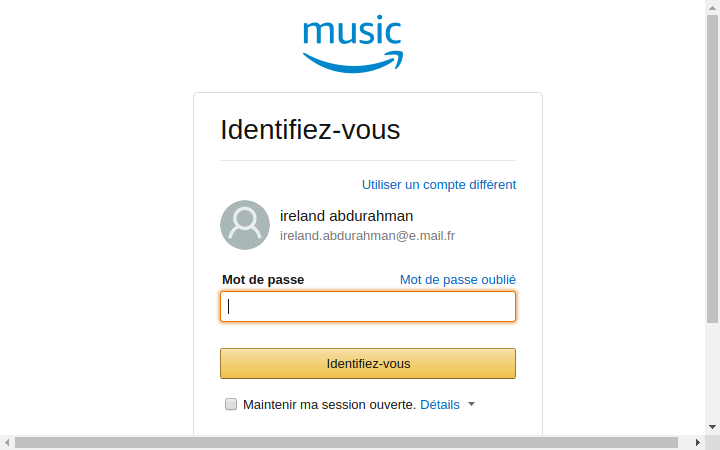 music
Identifiez-vous
Utiliser un compte différent
ireland abdurahman
ireland.abdurahman@e.mail.fr
Mot de passe
Mot de passe oublié
Identifiez-vous
Maintenir ma session ouverte. Détails